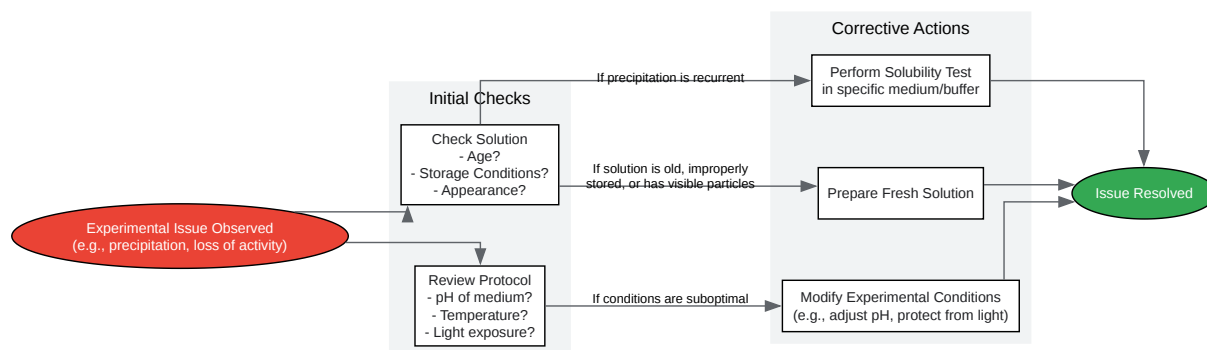 Experimental Issue Observed
(e.g., precipitation, loss of activity)
Initial Checks
Check Solution
- Age?
- Storage Conditions?
- Appearance?
Review Protocol
- pH of medium?
- Temperature?
- Light exposure?
If precipitation is recurrent
If solution is old, improperly
stored, or has visible particles
If conditions are suboptimal
Corrective Actions
Perform Solubility Test
in specific medium/buffer
Prepare Fresh Solution
Modify Experimental Conditions
(e.g., adjust pH, protect from light)
Issue Resolved